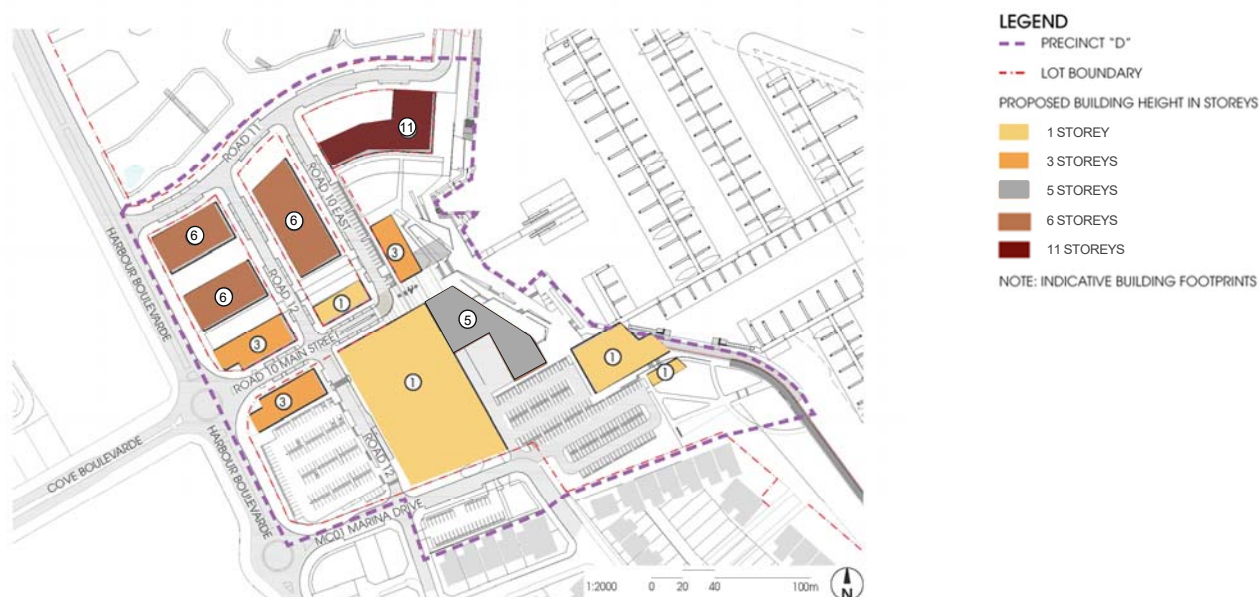 LEGEND
PRECINCT "D"
LOT BOUNDARY
PROPOSED BUILDING HEIGHT IN STOREYS
1 STOREY
3 STOREYS
5 STOREYS
6 STOREYS
11 STOREYS
NOTE: INDICATIVE BUILDING FOOTPRINTS
11
ROAD 11
ROAD 10 EAST
6
6
3
HARBOUR BOULEVARDE
6
ROAD 12
1
5
3
ROAD 10 MAIN STREET
1
1
1
3
COVE BOULEVARDE
HARBOUR BOULEVARDE
ROAD 12
MC01 MARINA DRIVE
1:2000 0 20 40 100m
N